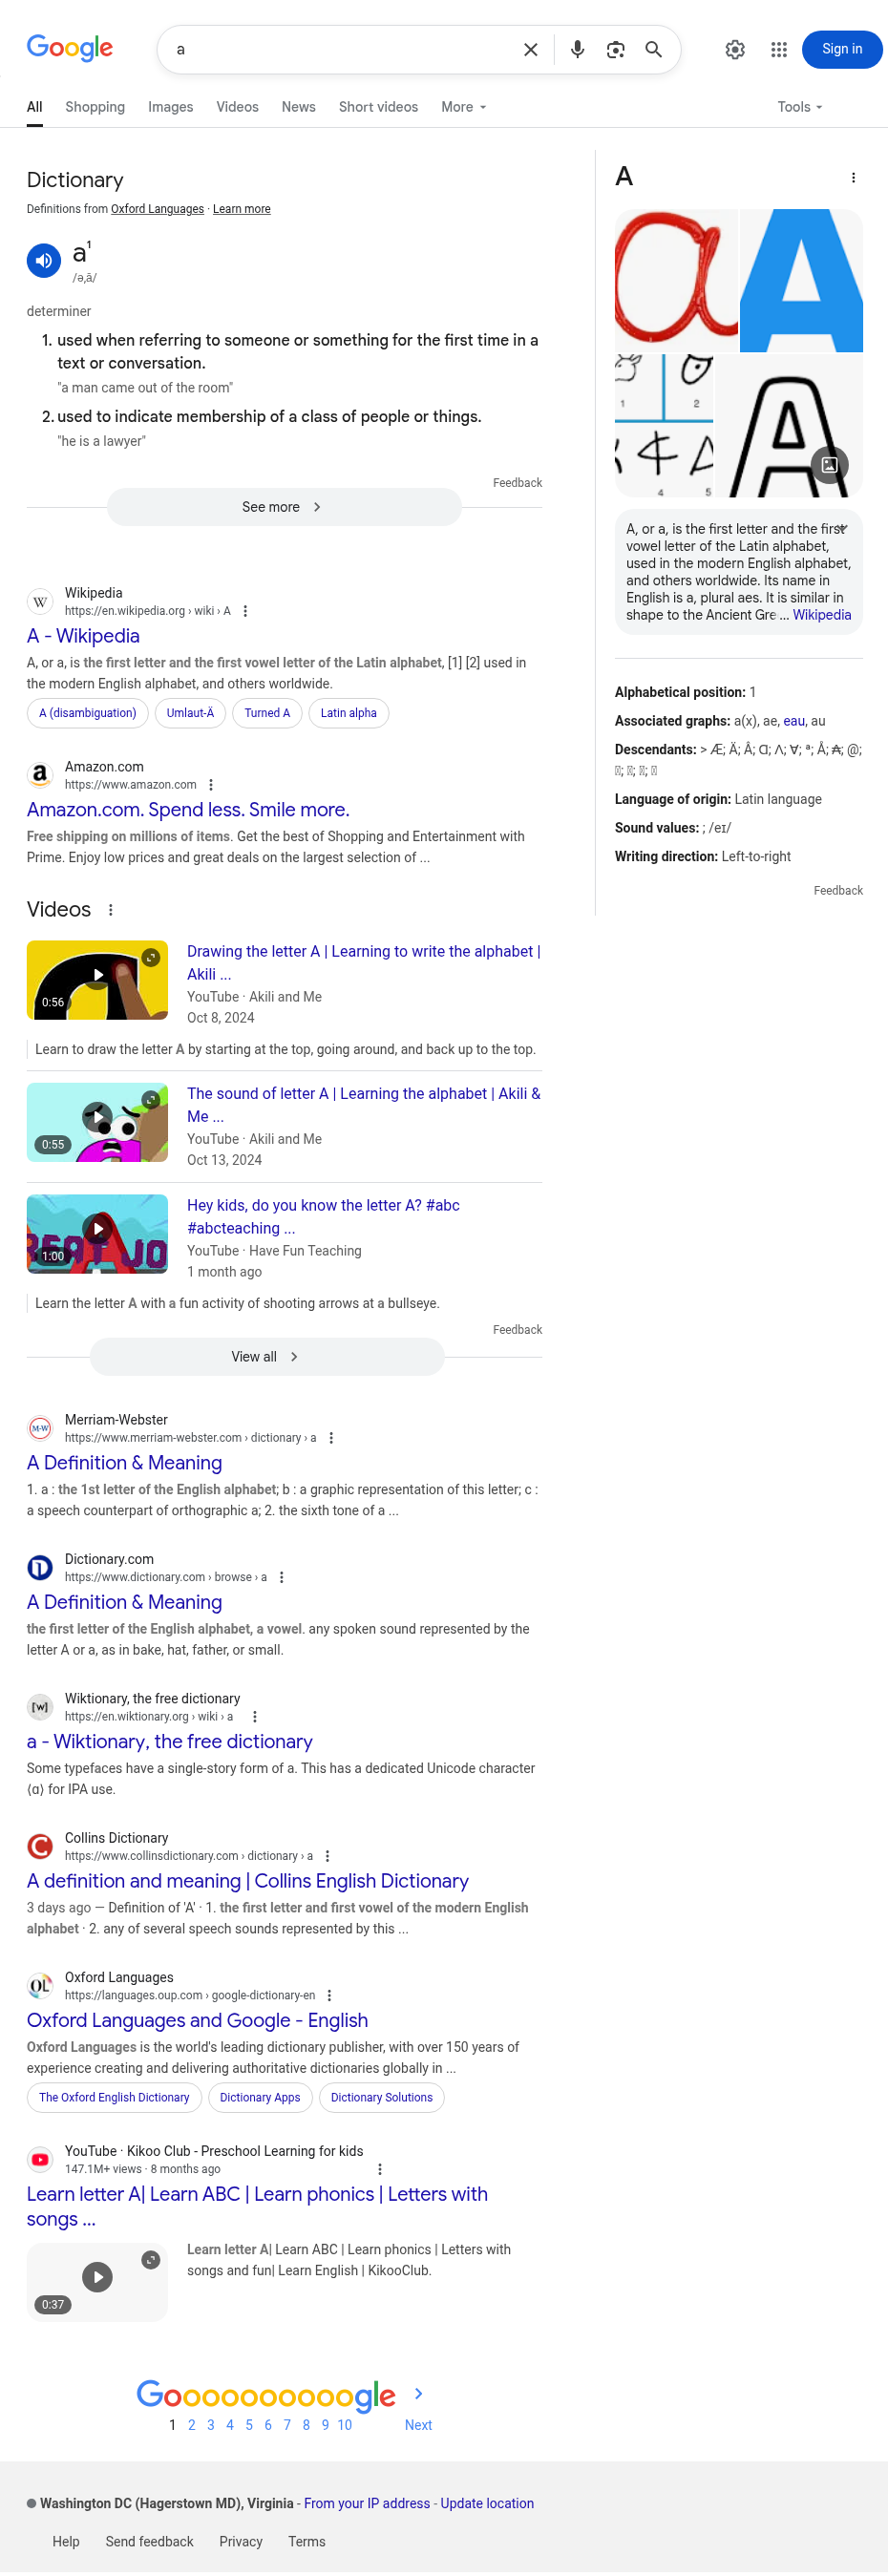 Google
a
Sign in
All Shopping Images Videos News Short videos More Tools
Dictionary
Definitions from Oxford Languages · Learn more
a¹
/ə,ā/
determiner
1. used when referring to someone or something for the first time in a
text or conversation.
"a man came out of the room"
2. used to indicate membership of a class of people or things.
"he is a lawyer"
Feedback
See more
Wikipedia
https://en.wikipedia.org › wiki › A
A - Wikipedia
A, or a, is the first letter and the first vowel letter of the Latin alphabet, [1] [2] used in
the modern English alphabet, and others worldwide.
A (disambiguation) Umlaut-Ä Turned A Latin alpha
Amazon.com
https://www.amazon.com
Amazon.com. Spend less. Smile more.
Free shipping on millions of items. Get the best of Shopping and Entertainment with
Prime. Enjoy low prices and great deals on the largest selection of ...
Videos
0:56
Drawing the letter A | Learning to write the alphabet |
Akili ...
YouTube · Akili and Me
Oct 8, 2024
Learn to draw the letter A by starting at the top, going around, and back up to the top.
0:55
The sound of letter A | Learning the alphabet | Akili &
Me ...
YouTube · Akili and Me
Oct 13, 2024
1:00
Hey kids, do you know the letter A? #abc
#abcteaching ...
YouTube · Have Fun Teaching
1 month ago
Learn the letter A with a fun activity of shooting arrows at a bullseye.
Feedback
View all
Merriam-Webster
https://www.merriam-webster.com › dictionary › a
A Definition & Meaning
1. a : the 1st letter of the English alphabet; b : a graphic representation of this letter; c :
a speech counterpart of orthographic a; 2. the sixth tone of a ...
Dictionary.com
https://www.dictionary.com › browse › a
A Definition & Meaning
the first letter of the English alphabet, a vowel. any spoken sound represented by the
letter A or a, as in bake, hat, father, or small.
Wiktionary, the free dictionary
https://en.wiktionary.org › wiki › a
a - Wiktionary, the free dictionary
Some typefaces have a single-story form of a. This has a dedicated Unicode character
⟨ɑ⟩ for IPA use.
Collins Dictionary
https://www.collinsdictionary.com › dictionary › a
A definition and meaning | Collins English Dictionary
3 days ago — Definition of 'A' · 1. the first letter and first vowel of the modern English
alphabet · 2. any of several speech sounds represented by this ...
Oxford Languages
https://languages.oup.com › google-dictionary-en
Oxford Languages and Google - English
Oxford Languages is the world's leading dictionary publisher, with over 150 years of
experience creating and delivering authoritative dictionaries globally in ...
The Oxford English Dictionary Dictionary Apps Dictionary Solutions
YouTube · Kikoo Club - Preschool Learning for kids
147.1M+ views · 8 months ago
Learn letter A| Learn ABC | Learn phonics | Letters with
songs ...
0:37
Learn letter A| Learn ABC | Learn phonics | Letters with
songs and fun| Learn English | KikooClub.
A
a
A
1 2
4 5
A
A, or a, is the first letter and the first
vowel letter of the Latin alphabet,
used in the modern English alphabet,
and others worldwide. Its name in
English is a, plural aes. It is similar in
shape to the Ancient Gre ... Wikipedia
Alphabetical position: 1
Associated graphs: a(x), ae, eau, au
Descendants: > Æ; Ä; Â; Ɑ; Λ; Ɐ; ª; Å; ₳; @;
Language of origin: Latin language
Sound values: ; /eɪ/
Writing direction: Left-to-right
Feedback
Goooooooooogle
1 2 3 4 5 6 7 8 9 10 Next
Washington DC (Hagerstown MD), Virginia - From your IP address - Update location
Help Send feedback Privacy Terms